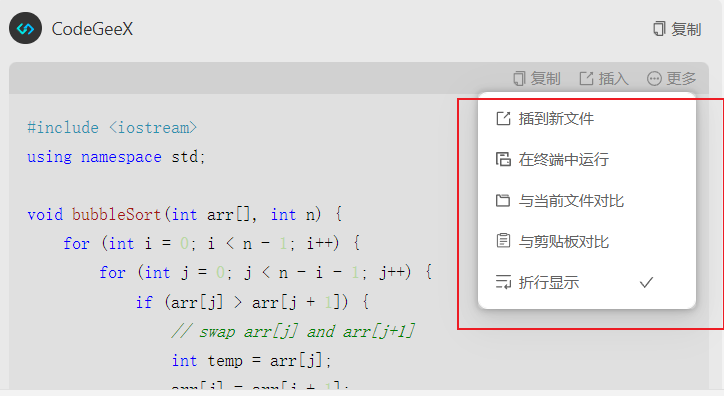 CodeGeeX 复制
复制 插入 更多
插到新文件
在终端中运行
与当前文件对比
与剪贴板对比
折行显示
#include <iostream>
using namespace std;
void bubbleSort(int arr[], int n) {
for (int i = 0; i < n - 1; i++) {
for (int j = 0; j < n - i - 1; j++) {
if (arr[j] > arr[j + 1]) {
// swap arr[j] and arr[j+1]
int temp = arr[j];
arr[j] = arr[j + 1];